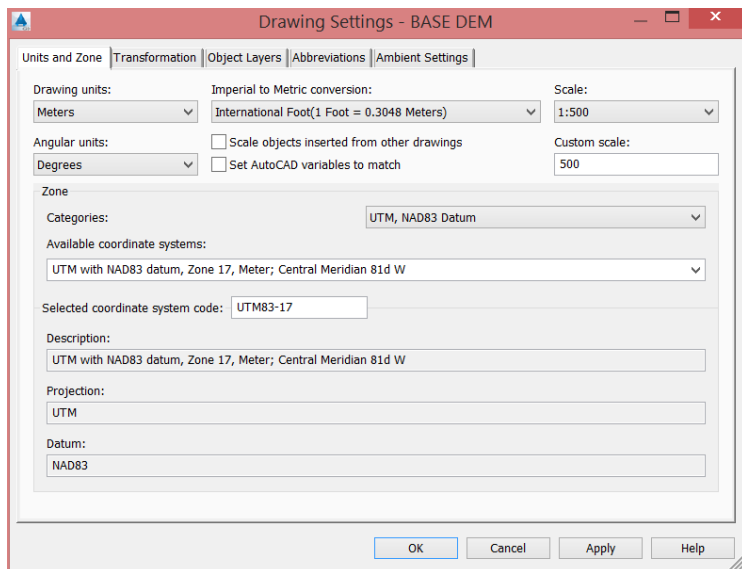 Drawing Settings - BASE DEM
Units and Zone Transformation Object Layers Abbreviations Ambient Settings
Drawing units: Imperial to Metric conversion: Scale:
Meters International Foot(1 Foot = 0.3048 Meters) 1:500
Angular units: Scale objects inserted from other drawings Custom scale:
Degrees Set AutoCAD variables to match 500
Zone
Categories: UTM, NAD83 Datum
Available coordinate systems:
UTM with NAD83 datum, Zone 17, Meter; Central Meridian 81d W
Selected coordinate system code: UTM83-17
Description:
UTM with NAD83 datum, Zone 17, Meter; Central Meridian 81d W
Projection:
UTM
Datum:
NAD83
OK Cancel Apply Help